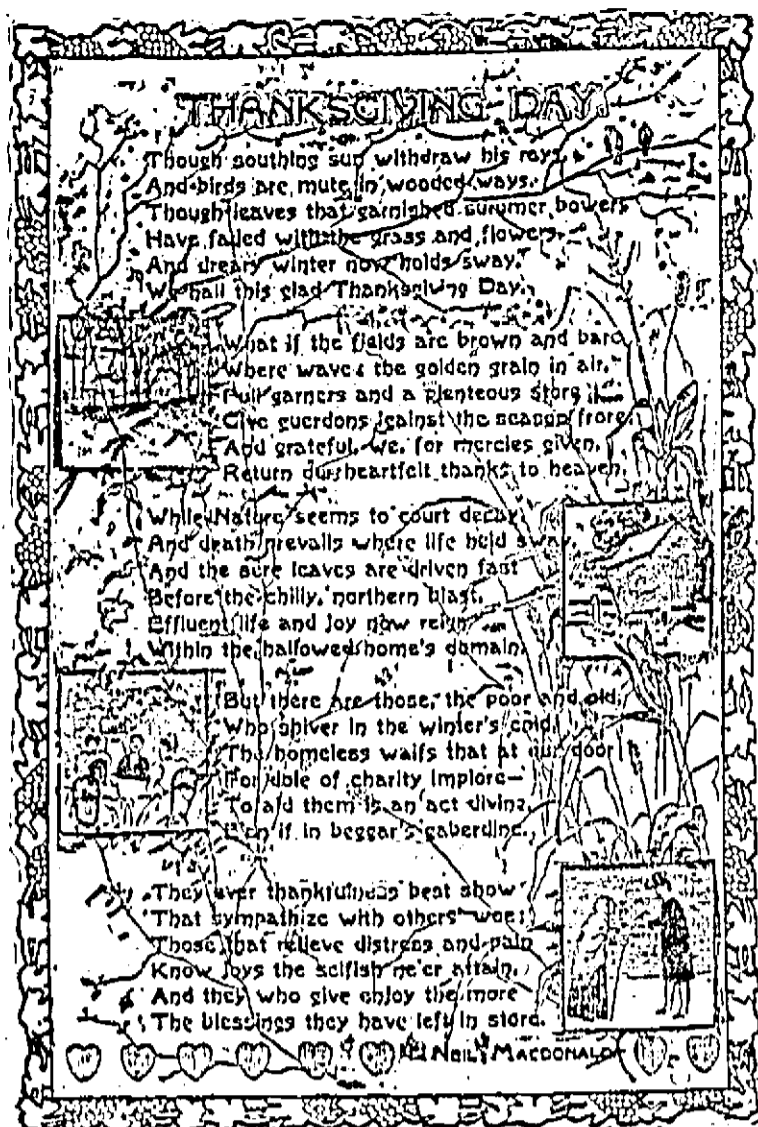 THANKSGIVING DAY
Though southing sun withdraw his rays
And birds are mute in wooded ways.
Though leaves that garnished summer bowers
Have faded with the grass and flowers,
And dreary winter now holds sway,
We hail this glad Thanksgiving Day.
What if the fields are brown and bare
Where waved the golden grain in air,
Full garners and a plenteous store
Give guerdons against the season frore
And grateful, we, for mercies given,
Return our heartfelt thanks to heaven.
While Nature seems to court decay
And death prevails where life held sway
And the sere leaves are driven fast
Before the chilly, northern blast,
Effluent life and joy now reign
Within the hallowed home's domain.
But there are those, the poor and old,
Who shiver in the winter's cold,
The homeless waifs that at our door
For dole of charity implore—
To aid them is an act divine,
E'en if in beggar's gaberdine.
They ever thankfulness best show
That sympathize with others' woe;
Those that relieve distress and pain
Know joys the selfish ne'er attain,
And they who give enjoy the more
The blessings they have left in store.
NEIL MACDONALD